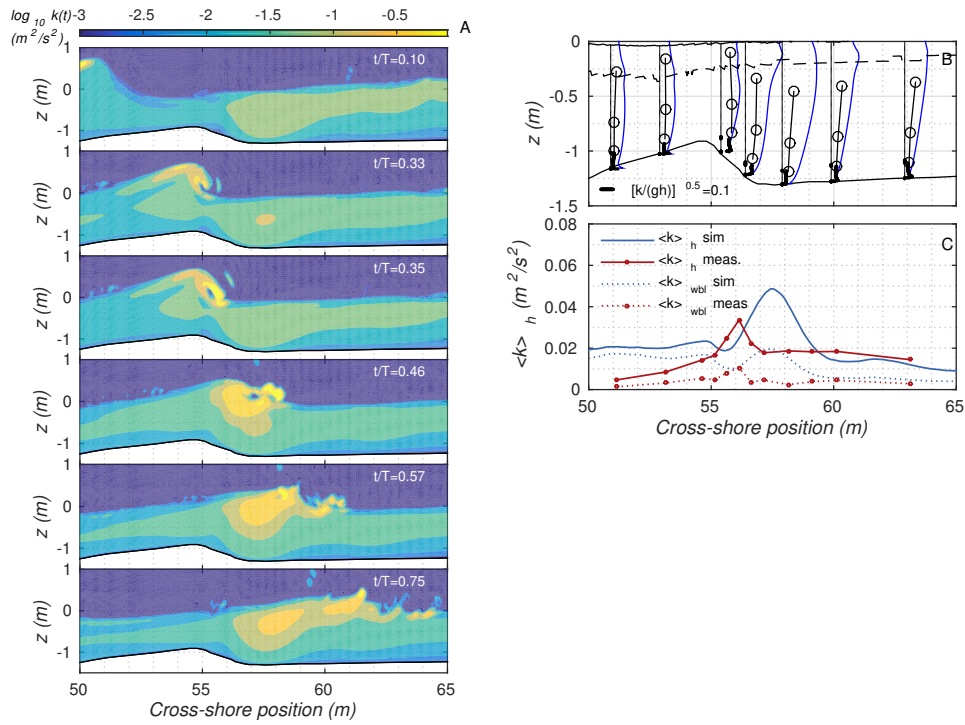 log 10 k(t)
(m²/s²)
-3 -2.5 -2 -1.5 -1 -0.5
A
t/T=0.10
1
0
-1
z (m)
t/T=0.33
1
0
-1
z (m)
t/T=0.35
1
0
-1
z (m)
t/T=0.46
1
0
-1
z (m)
t/T=0.57
1
0
-1
z (m)
t/T=0.75
1
0
-1
z (m)
50 55 60 65
Cross-shore position (m)
B
0
-0.5
-1
-1.5
z (m)
[k/(gh)] 0.5=0.1
C
0.08
0.06
0.04
0.02
0
<k> h (m²/s²)
<k> h sim
<k> h meas.
<k> wbl sim
<k> wbl meas
50 55 60 65
Cross-shore position (m)